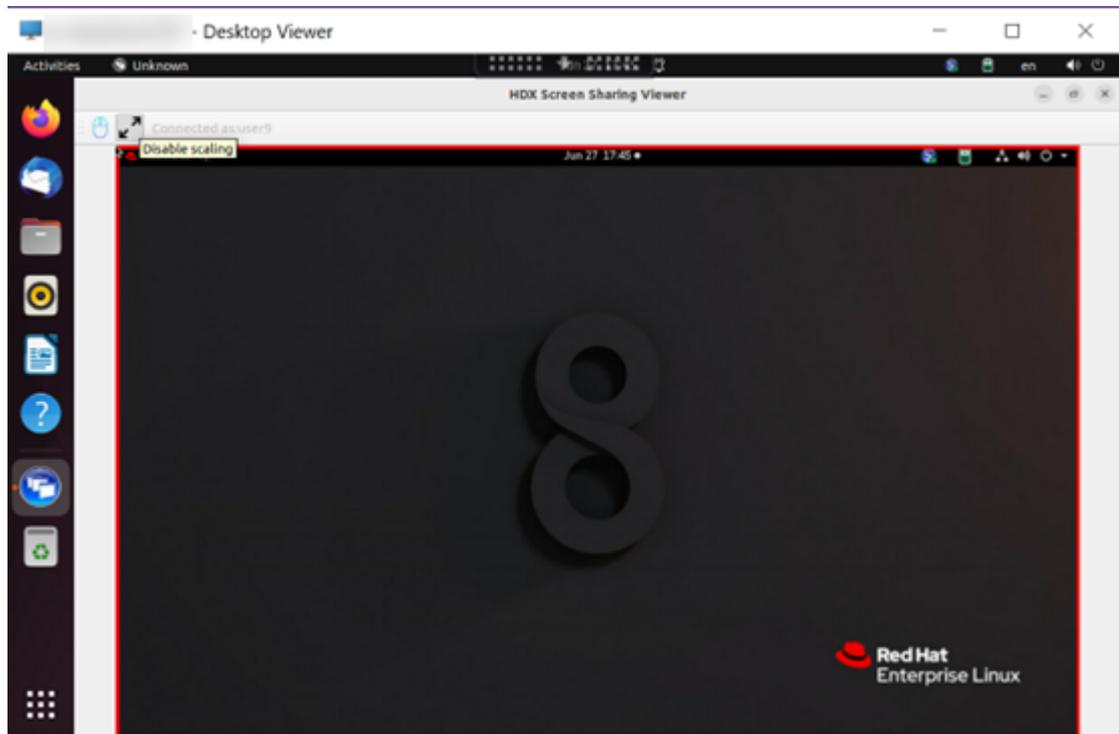 - Desktop Viewer
Activities Unknown en
HDX Screen Sharing Viewer
Connected as:user9
Disable scaling
Jun 27 17:45
8
Red Hat
Enterprise Linux